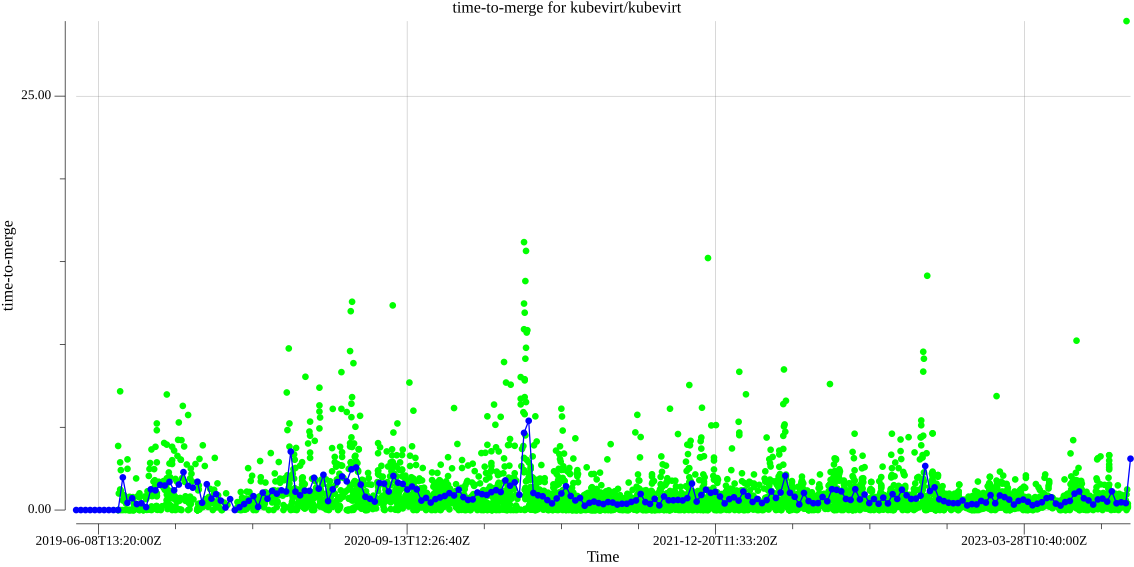 time-to-merge for kubevirt/kubevirt
25.00
time-to-merge
0.00
2019-06-08T13:20:00Z
2020-09-13T12:26:40Z
2021-12-20T11:33:20Z
2023-03-28T10:40:00Z
Time